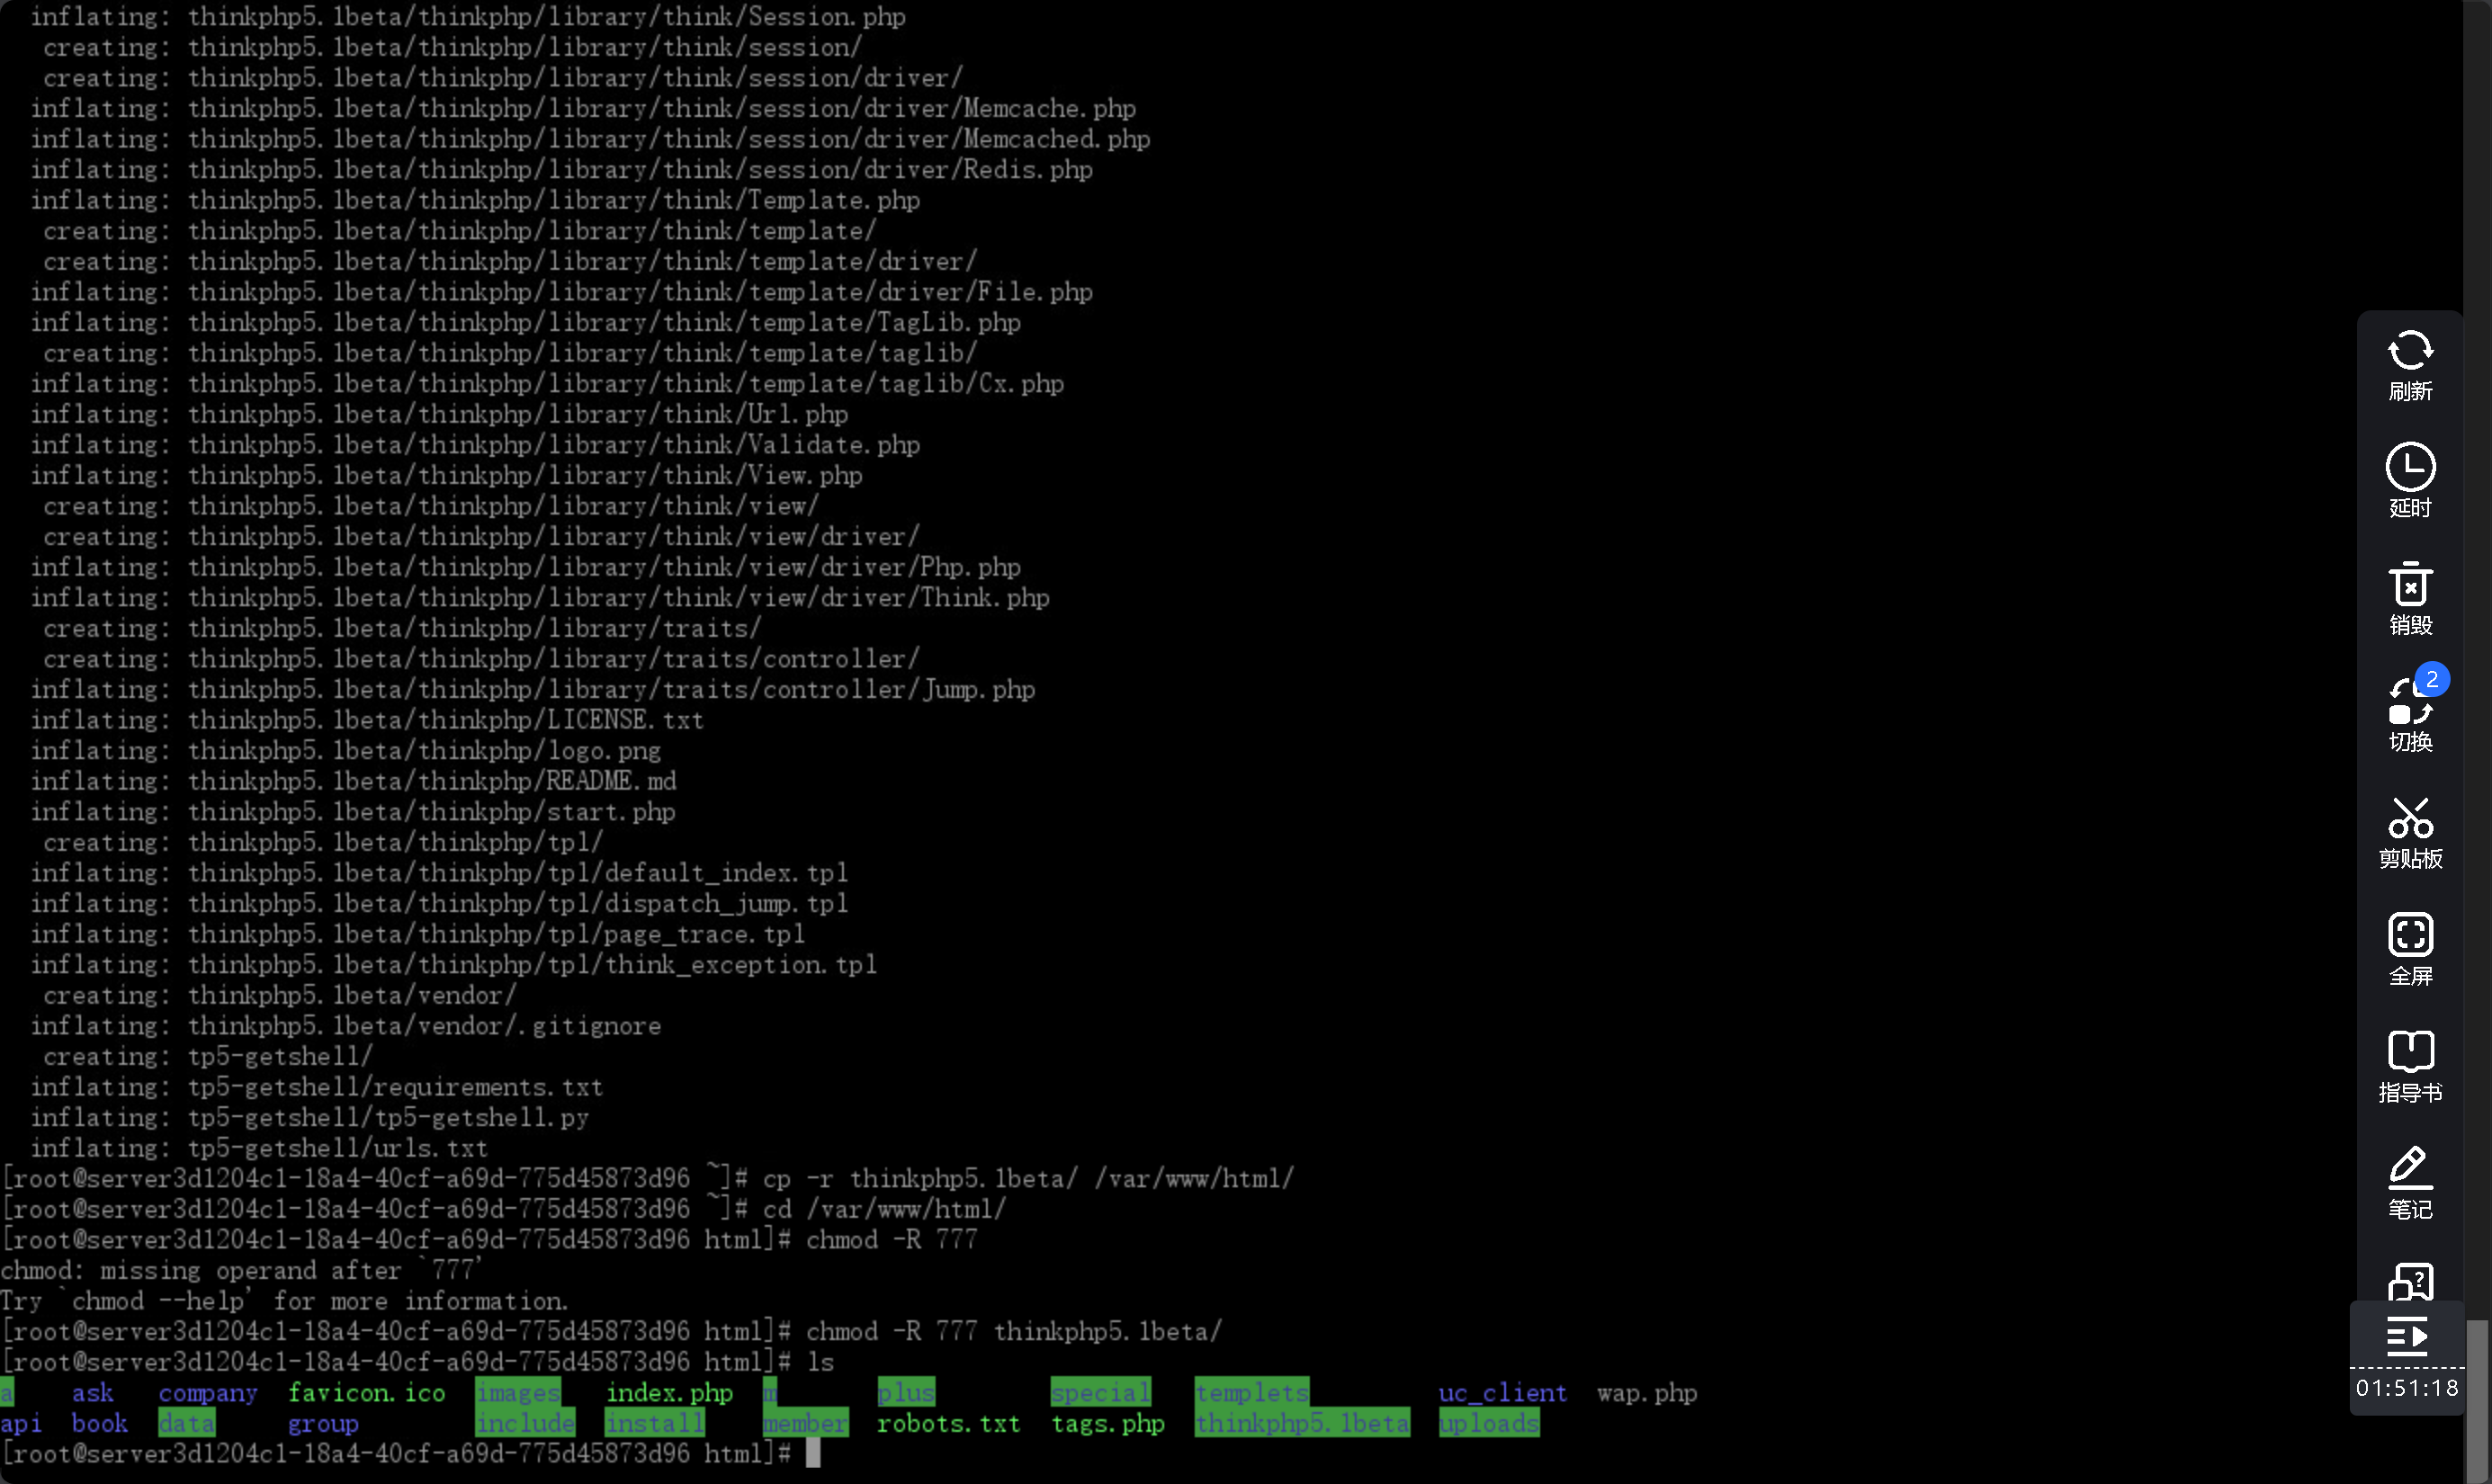 inflating: thinkphp5.1beta/thinkphp/library/think/Session.php
creating: thinkphp5.1beta/thinkphp/library/think/session/
creating: thinkphp5.1beta/thinkphp/library/think/session/driver/
inflating: thinkphp5.1beta/thinkphp/library/think/session/driver/Memcache.php
inflating: thinkphp5.1beta/thinkphp/library/think/session/driver/Memcached.php
inflating: thinkphp5.1beta/thinkphp/library/think/session/driver/Redis.php
inflating: thinkphp5.1beta/thinkphp/library/think/Template.php
creating: thinkphp5.1beta/thinkphp/library/think/template/
creating: thinkphp5.1beta/thinkphp/library/think/template/driver/
inflating: thinkphp5.1beta/thinkphp/library/think/template/driver/File.php
inflating: thinkphp5.1beta/thinkphp/library/think/template/TagLib.php
creating: thinkphp5.1beta/thinkphp/library/think/template/taglib/
inflating: thinkphp5.1beta/thinkphp/library/think/template/taglib/Cx.php
inflating: thinkphp5.1beta/thinkphp/library/think/Url.php
inflating: thinkphp5.1beta/thinkphp/library/think/Validate.php
inflating: thinkphp5.1beta/thinkphp/library/think/View.php
creating: thinkphp5.1beta/thinkphp/library/think/view/
creating: thinkphp5.1beta/thinkphp/library/think/view/driver/
inflating: thinkphp5.1beta/thinkphp/library/think/view/driver/Php.php
inflating: thinkphp5.1beta/thinkphp/library/think/view/driver/Think.php
creating: thinkphp5.1beta/thinkphp/library/traits/
creating: thinkphp5.1beta/thinkphp/library/traits/controller/
inflating: thinkphp5.1beta/thinkphp/library/traits/controller/Jump.php
inflating: thinkphp5.1beta/thinkphp/LICENSE.txt
inflating: thinkphp5.1beta/thinkphp/logo.png
inflating: thinkphp5.1beta/thinkphp/README.md
inflating: thinkphp5.1beta/thinkphp/start.php
creating: thinkphp5.1beta/thinkphp/tpl/
inflating: thinkphp5.1beta/thinkphp/tpl/default_index.tpl
inflating: thinkphp5.1beta/thinkphp/tpl/dispatch_jump.tpl
inflating: thinkphp5.1beta/thinkphp/tpl/page_trace.tpl
inflating: thinkphp5.1beta/thinkphp/tpl/think_exception.tpl
creating: thinkphp5.1beta/vendor/
inflating: thinkphp5.1beta/vendor/.gitignore
creating: tp5-getshell/
inflating: tp5-getshell/requirements.txt
inflating: tp5-getshell/tp5-getshell.py
inflating: tp5-getshell/urls.txt
[root@server3d1204c1-18a4-40cf-a69d-775d45873d96 ~]# cp -r thinkphp5.1beta/ /var/www/html/
[root@server3d1204c1-18a4-40cf-a69d-775d45873d96 ~]# cd /var/www/html/
[root@server3d1204c1-18a4-40cf-a69d-775d45873d96 html]# chmod -R 777
chmod: missing operand after `777'
Try `chmod --help' for more information.
[root@server3d1204c1-18a4-40cf-a69d-775d45873d96 html]# chmod -R 777 thinkphp5.1beta/
[root@server3d1204c1-18a4-40cf-a69d-775d45873d96 html]# ls
a ask company favicon.ico images index.php m plus special templets uc_client wap.php
api book data group include install member robots.txt tags.php thinkphp5.1beta uploads
[root@server3d1204c1-18a4-40cf-a69d-775d45873d96 html]#
刷新
延时
销毁
2
切换
剪贴板
全屏
指导书
笔记
?
01:51:18